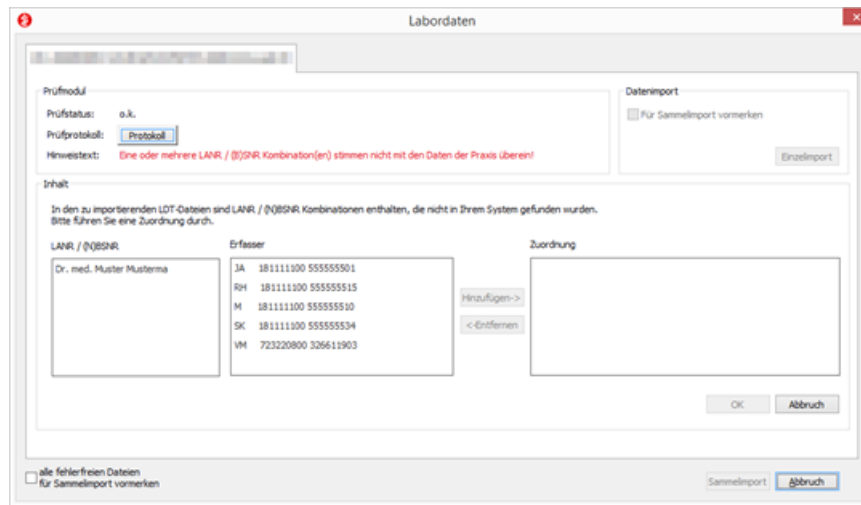 Labordaten
Prüfmodul
Prüfstatus: o.k.
Prüfprotokoll: Protokoll
Hinweistext: Eine oder mehrere LANR / (B)SNR Kombination(en) stimmen nicht mit den Daten der Praxis überein!
Datenimport
Für Sammelimport vormerken
Einzelimport
Inhalt
In den zu importierenden LDT-Dateien sind LANR / (N)BSNR Kombinationen enthalten, die nicht in Ihrem System gefunden wurden.
Bitte führen Sie eine Zuordnung durch.
LANR / (N)BSNR
Dr. med. Muster Musterma
Erfasser
JA 181111100 555555501
RH 181111100 555555515
M 181111100 555555510
SK 181111100 555555534
VM 723220800 326611903
Hinzufügen->
<-Entfernen
Zuordnung
OK Abbruch
alle fehlerfreien Dateien
für Sammelimport vormerken
Sammelimport Abbruch